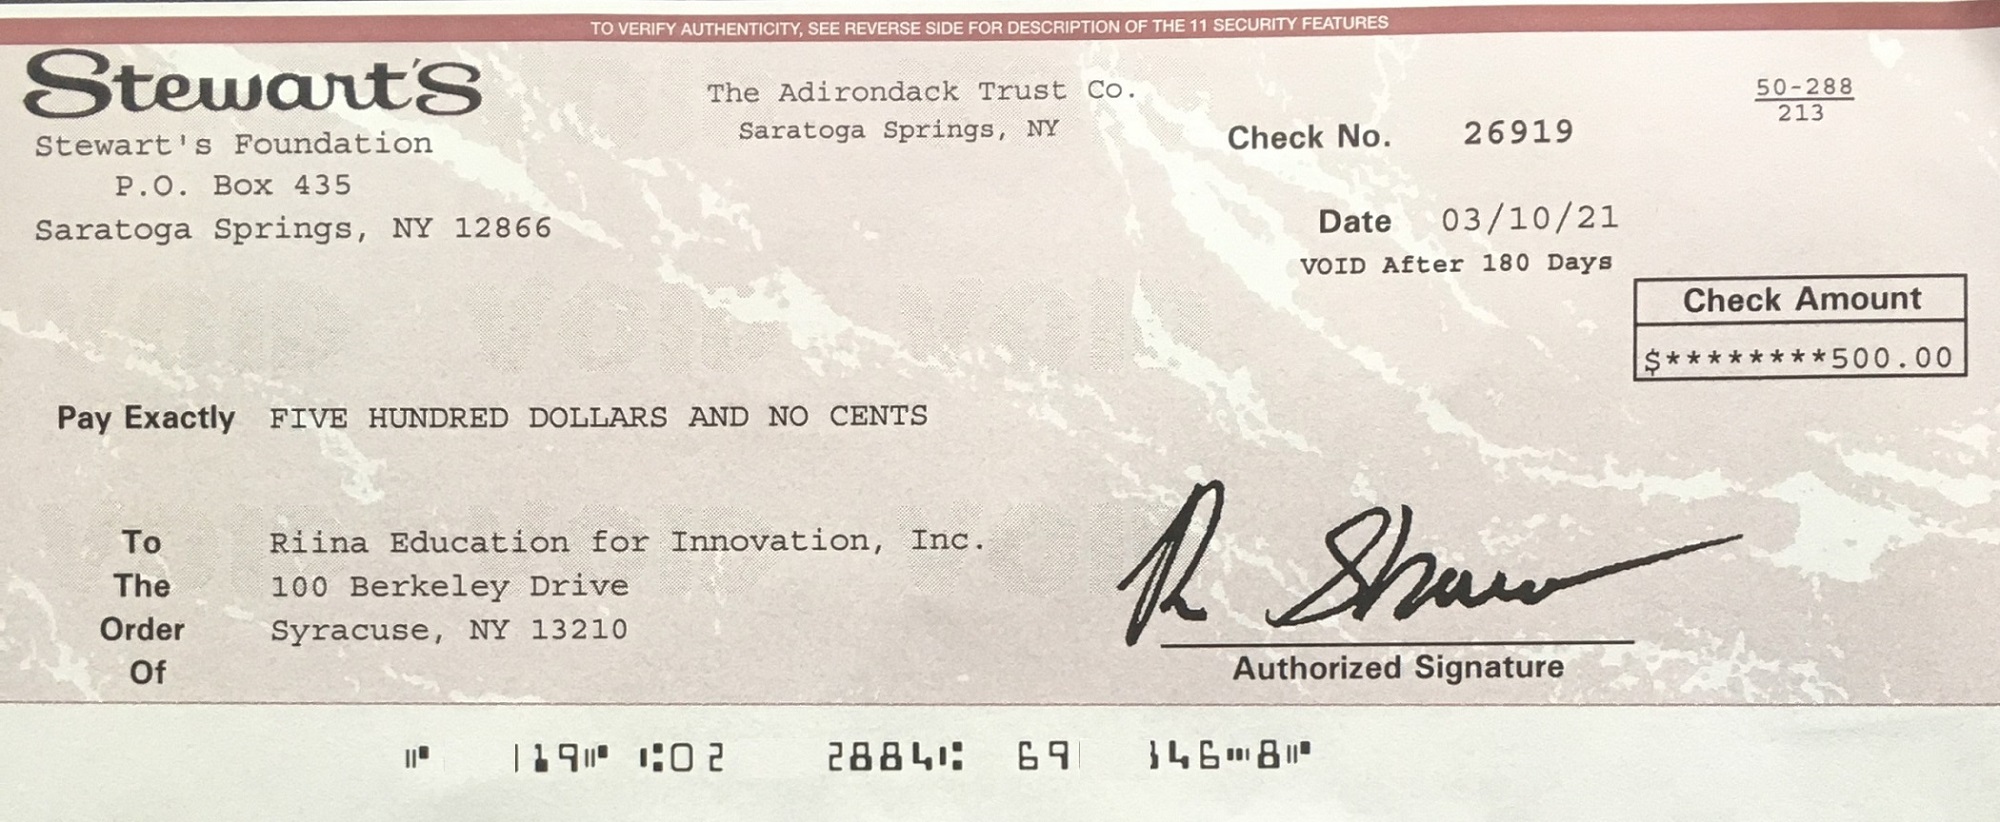 TO VERIFY AUTHENTICITY, SEE REVERSE SIDE FOR DESCRIPTION OF THE 11 SECURITY FEATURES
Stewart's
Stewart's Foundation
P.O. Box 435
Saratoga Springs, NY 12866
The Adirondack Trust Co.
Saratoga Springs, NY
50-288
213
Check No. 26919
Date 03/10/21
VOID After 180 Days
Check Amount
$********500.00
Pay Exactly FIVE HUNDRED DOLLARS AND NO CENTS
To The Order Of
Riina Education for Innovation, Inc.
100 Berkeley Drive
Syracuse, NY 13210
R Shaw
Authorized Signature